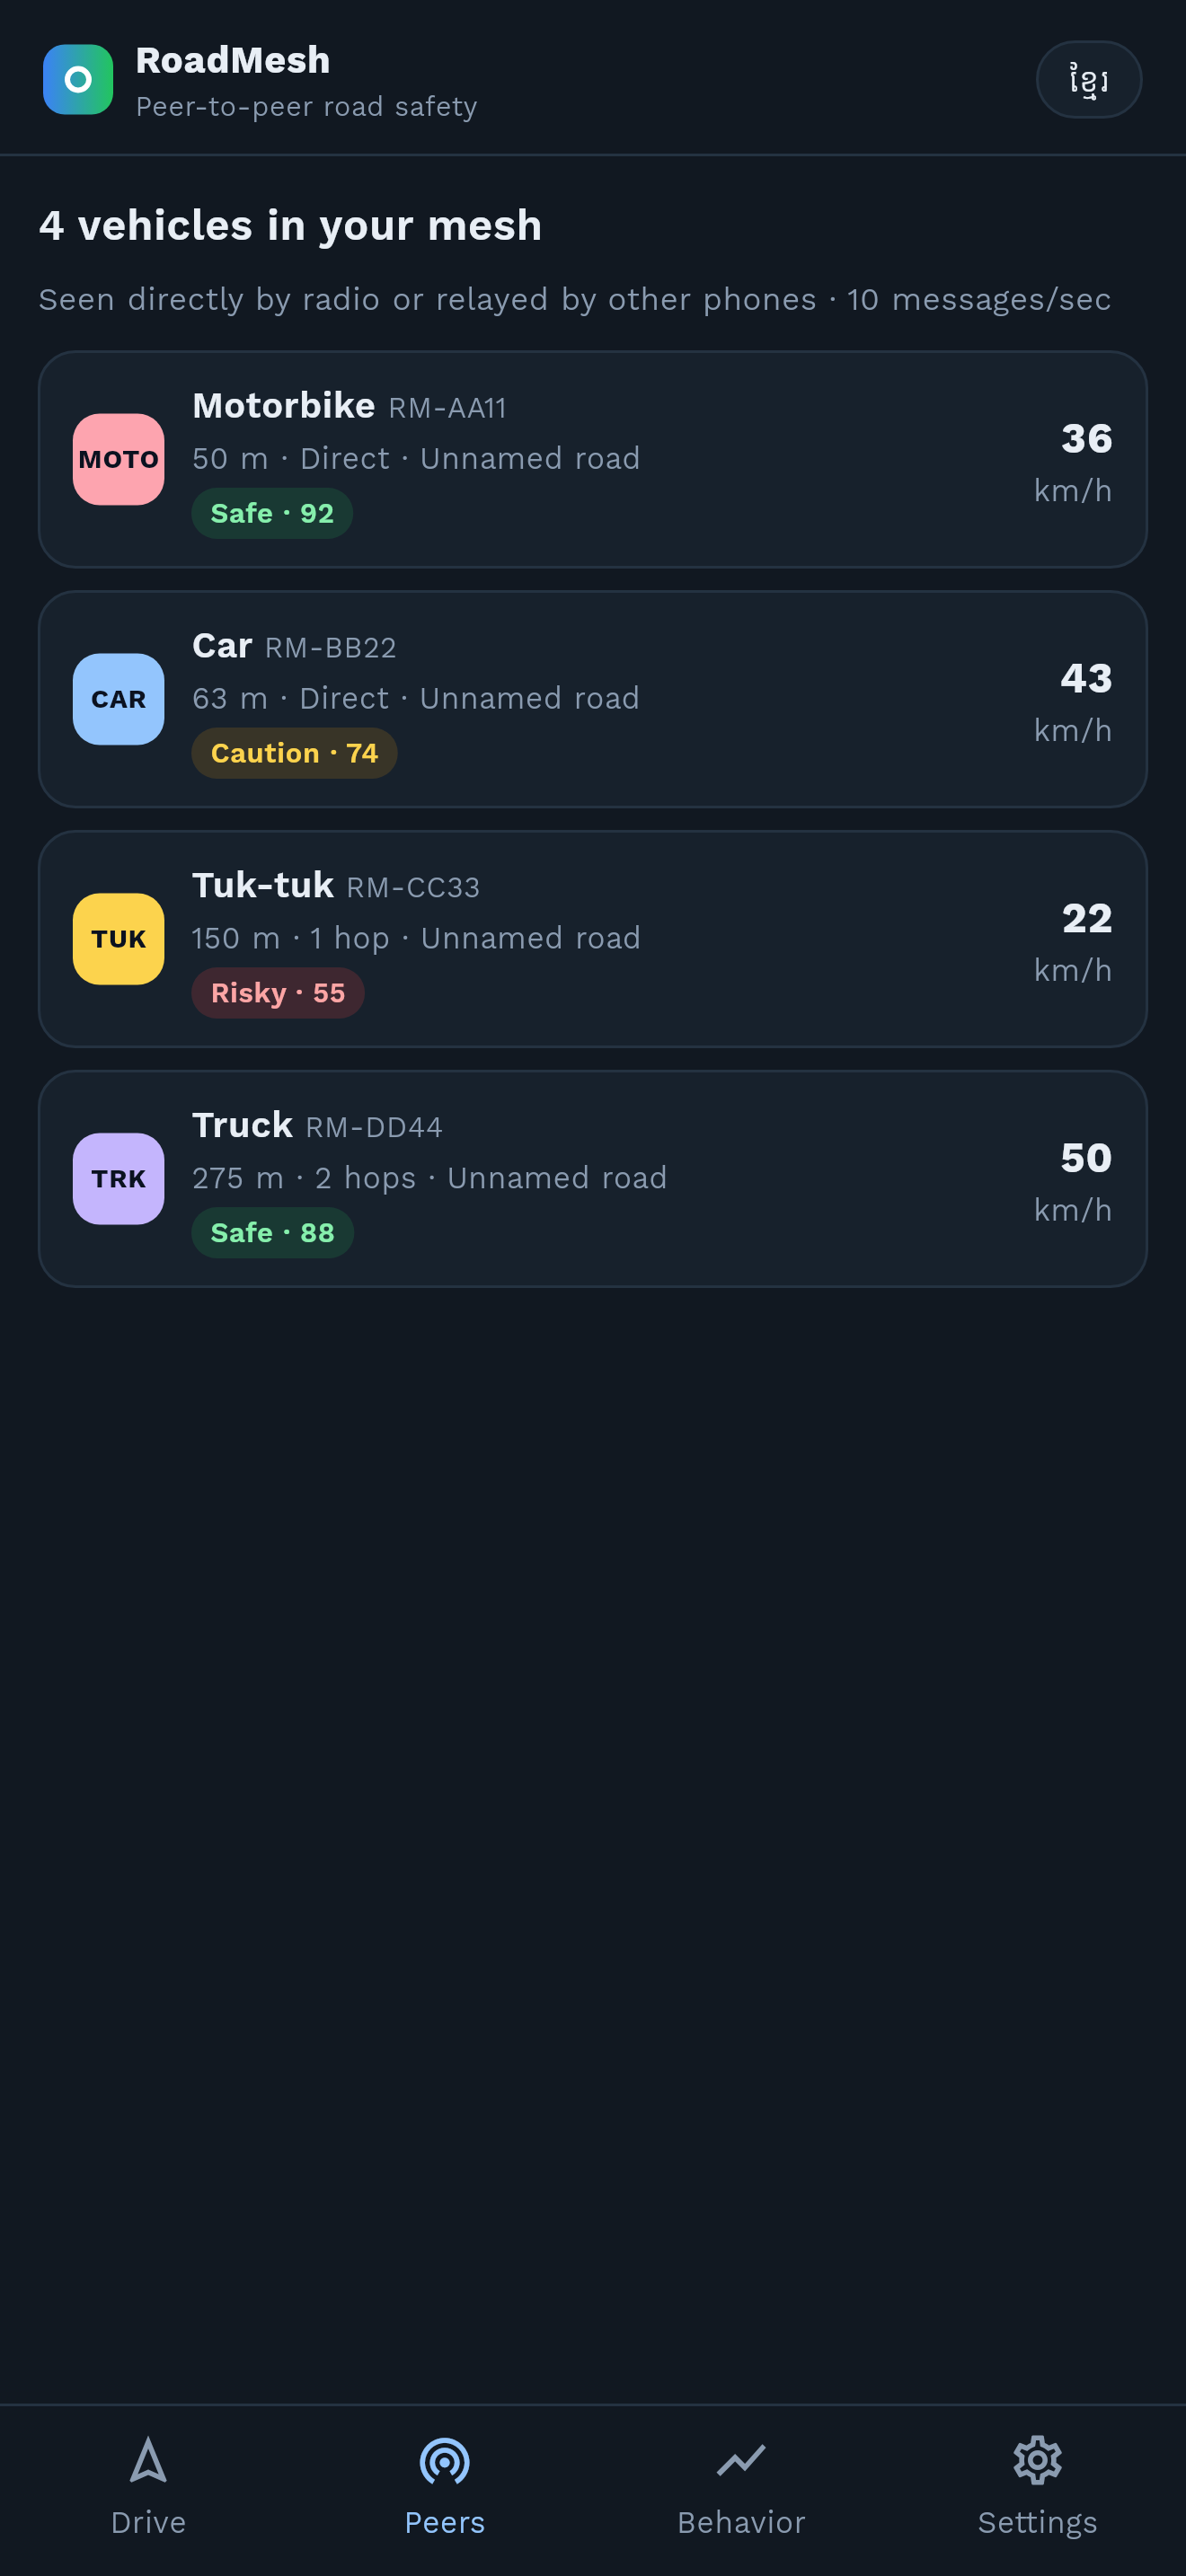 RoadMesh
Peer-to-peer road safety
ខ្មែរ
4 vehicles in your mesh
Seen directly by radio or relayed by other phones · 10 messages/sec
MOTO
Motorbike RM-AA11
50 m · Direct · Unnamed road
Safe · 92
36
km/h
CAR
Car RM-BB22
63 m · Direct · Unnamed road
Caution · 74
43
km/h
TUK
Tuk-tuk RM-CC33
150 m · 1 hop · Unnamed road
Risky · 55
22
km/h
TRK
Truck RM-DD44
275 m · 2 hops · Unnamed road
Safe · 88
50
km/h
Drive
Peers
Behavior
Settings